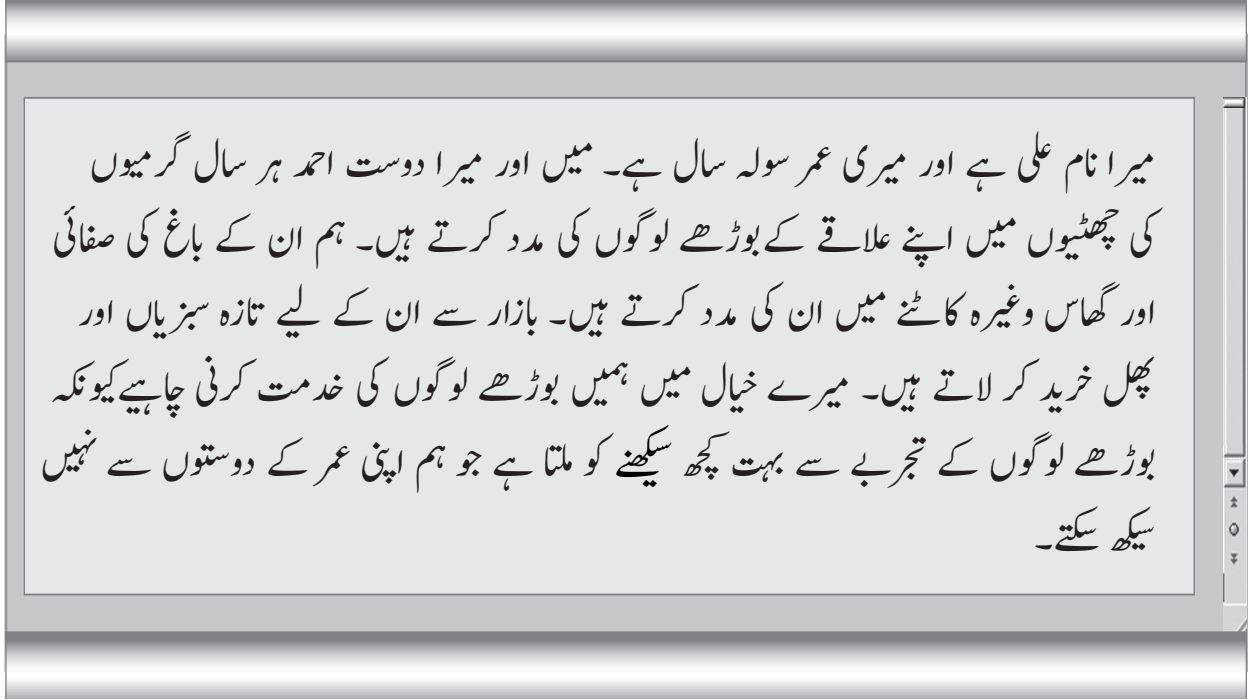 میرا نام علی ہے اور میری عمر سولہ سال ہے۔ میں اور میرا دوست احمد ہر سال گرمیوں
کی چھٹیوں میں اپنے علاقے کے بوڑھے لوگوں کی مدد کرتے ہیں۔ ہم ان کے باغ کی صفائی
اور گھاس وغیرہ کاٹنے میں ان کی مدد کرتے ہیں۔ بازار سے ان کے لیے تازہ سبزیاں اور
پھل خرید کر لاتے ہیں۔ میرے خیال میں ہمیں بوڑھے لوگوں کی خدمت کرنی چاہیے کیونکہ
بوڑھے لوگوں کے تجربے سے بہت کچھ سیکھنے کو ملتا ہے جو ہم اپنی عمر کے دوستوں سے نہیں
سیکھ سکتے۔